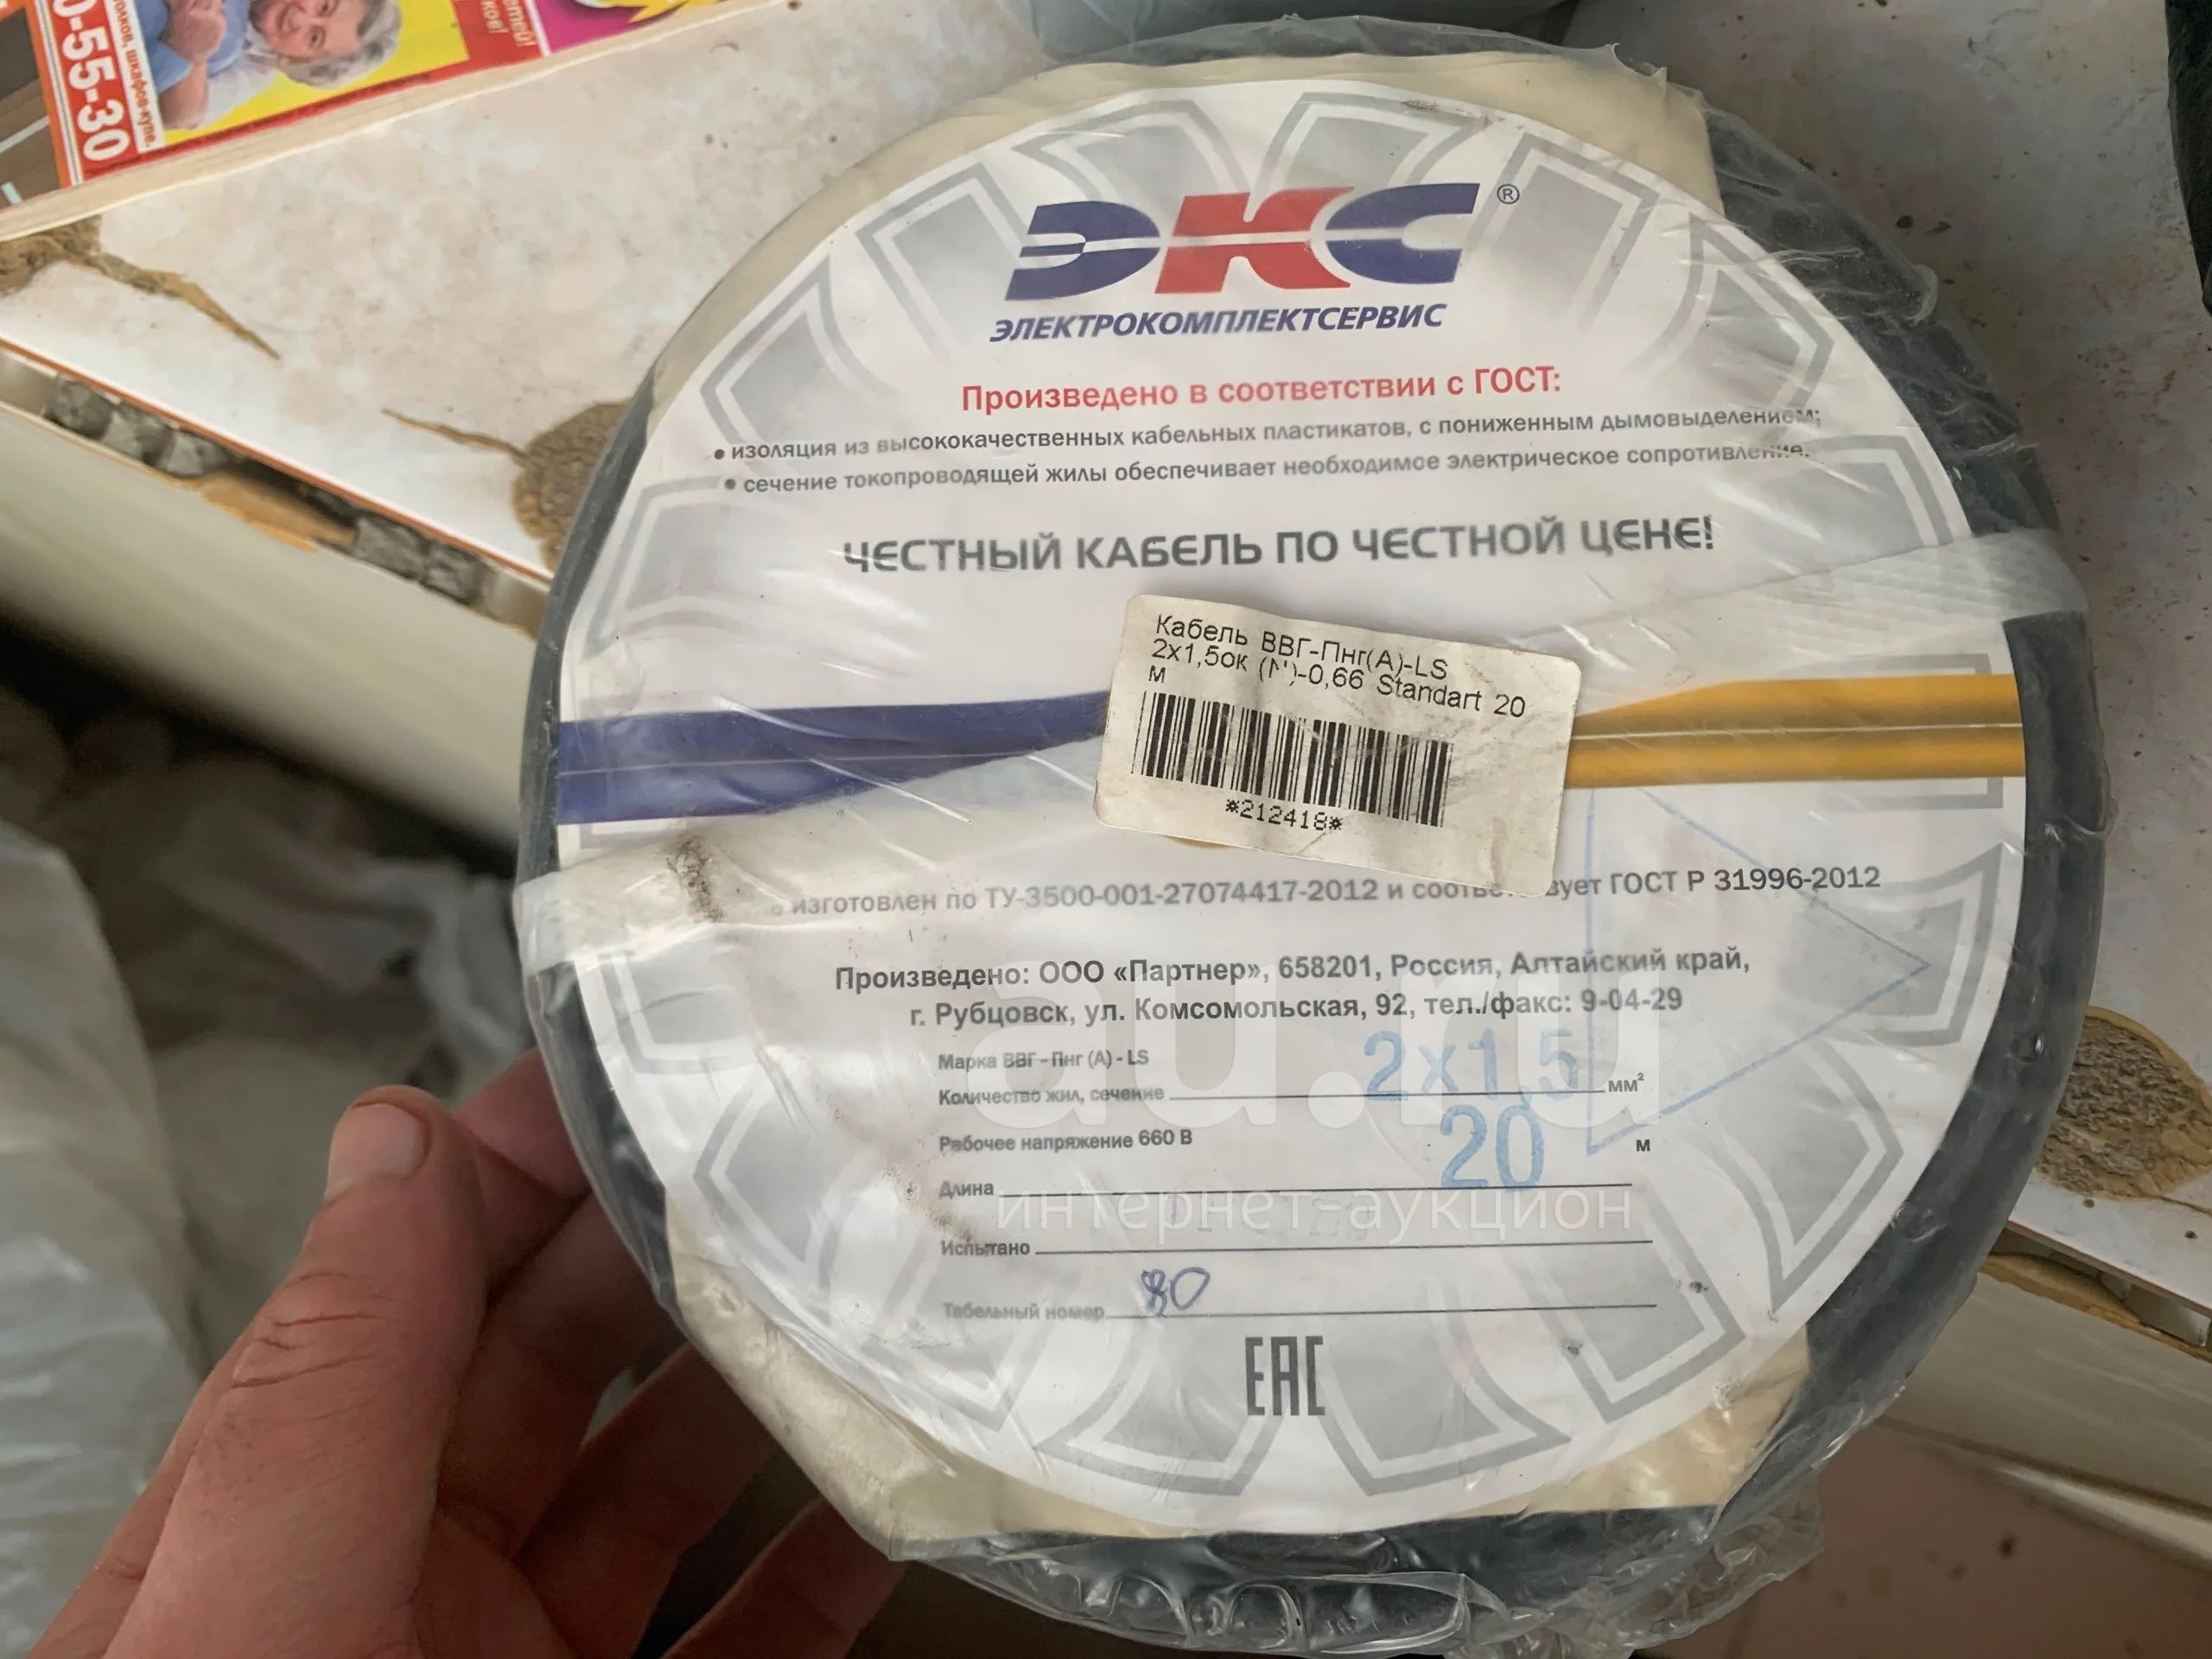 0-55-30
ЭКС®
ЭЛЕКТРОКОМПЛЕКТСЕРВИС
Произведено в соответствии с ГОСТ:
• изоляция из высококачественных кабельных пластикатов, с пониженным дымовыделением;
• сечение токопроводящей жилы обеспечивает необходимое электрическое сопротивление.
ЧЕСТНЫЙ КАБЕЛЬ ПО ЧЕСТНОЙ ЦЕНЕ!
Кабель ВВГ-Пнг(А)-LS
2х1,5ок (N)-0,66 Standart 20
м
*212418*
изготовлен по ТУ-3500-001-27074417-2012 и ГОСТ Р 31996-2012
Произведено: ООО «Партнер», 658201, Россия, Алтайский край,
г. Рубцовск, ул. Комсомольская, 92, тел./факс: 9-04-29
Марка ВВГ-Пнг (А) - LS
Количество жил, сечение 2х1,5 мм²
Рабочее напряжение 660 В
Длина 20 м
Испытано
Табельный номер 80
EAC
au.ru
интернет-аукцион